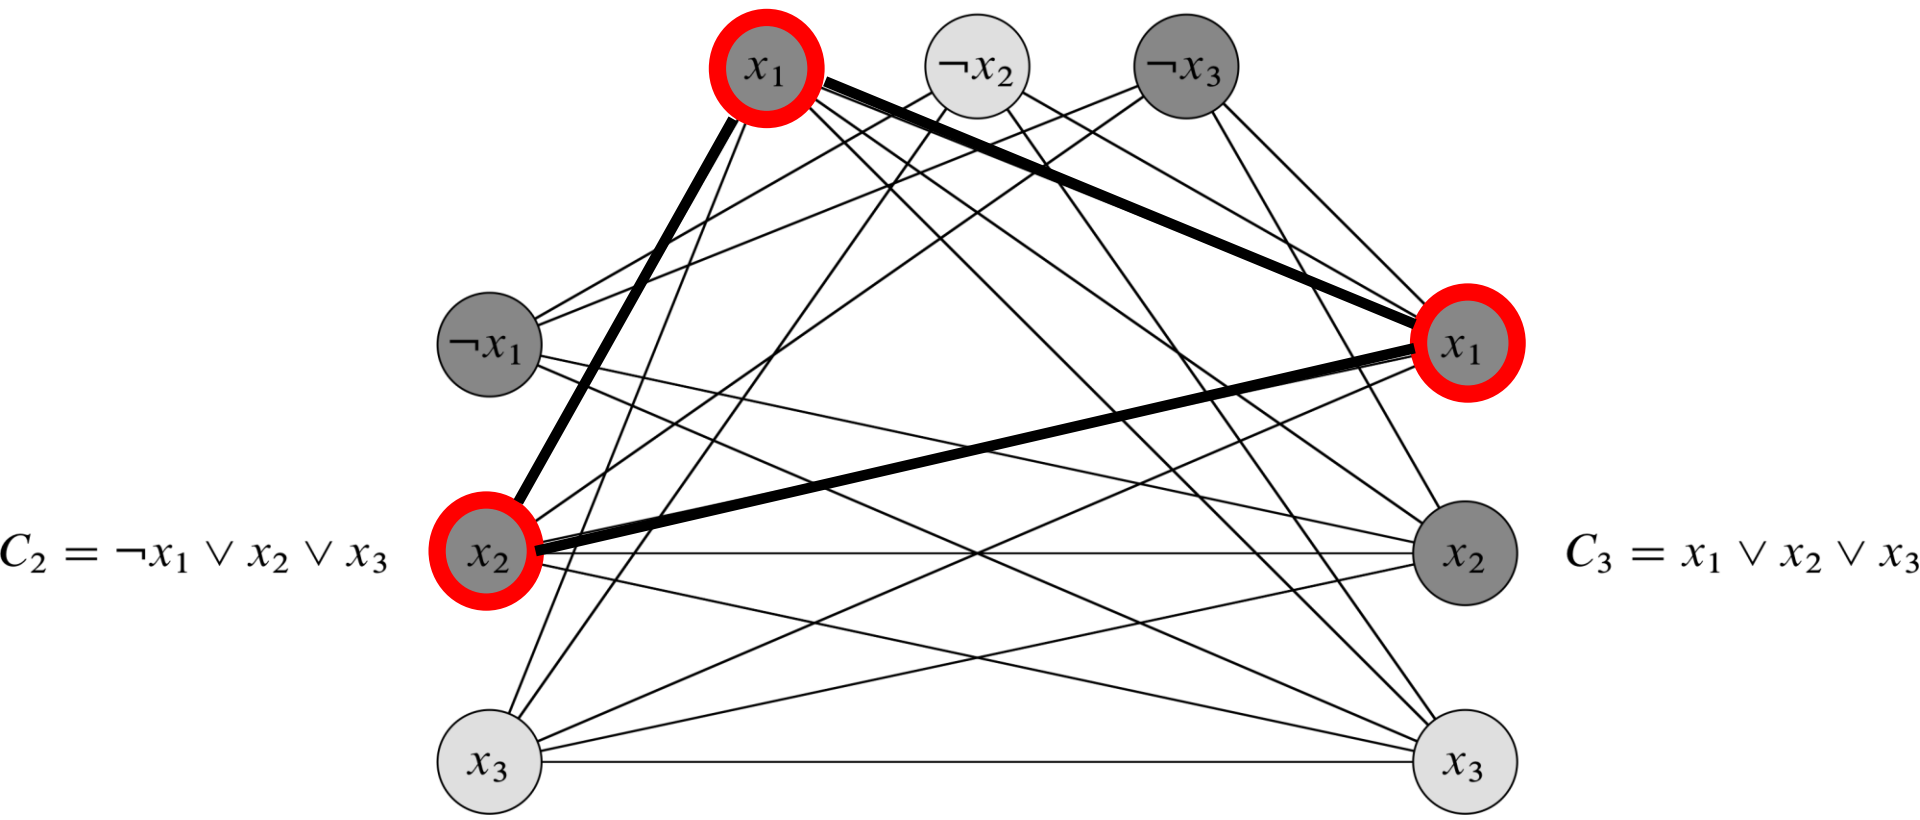 x₁
¬x₂
¬x₃
¬x₁
x₁
C₂ = ¬x₁ ∨ x₂ ∨ x₃
x₂
x₂
C₃ = x₁ ∨ x₂ ∨ x₃
x₃
x₃